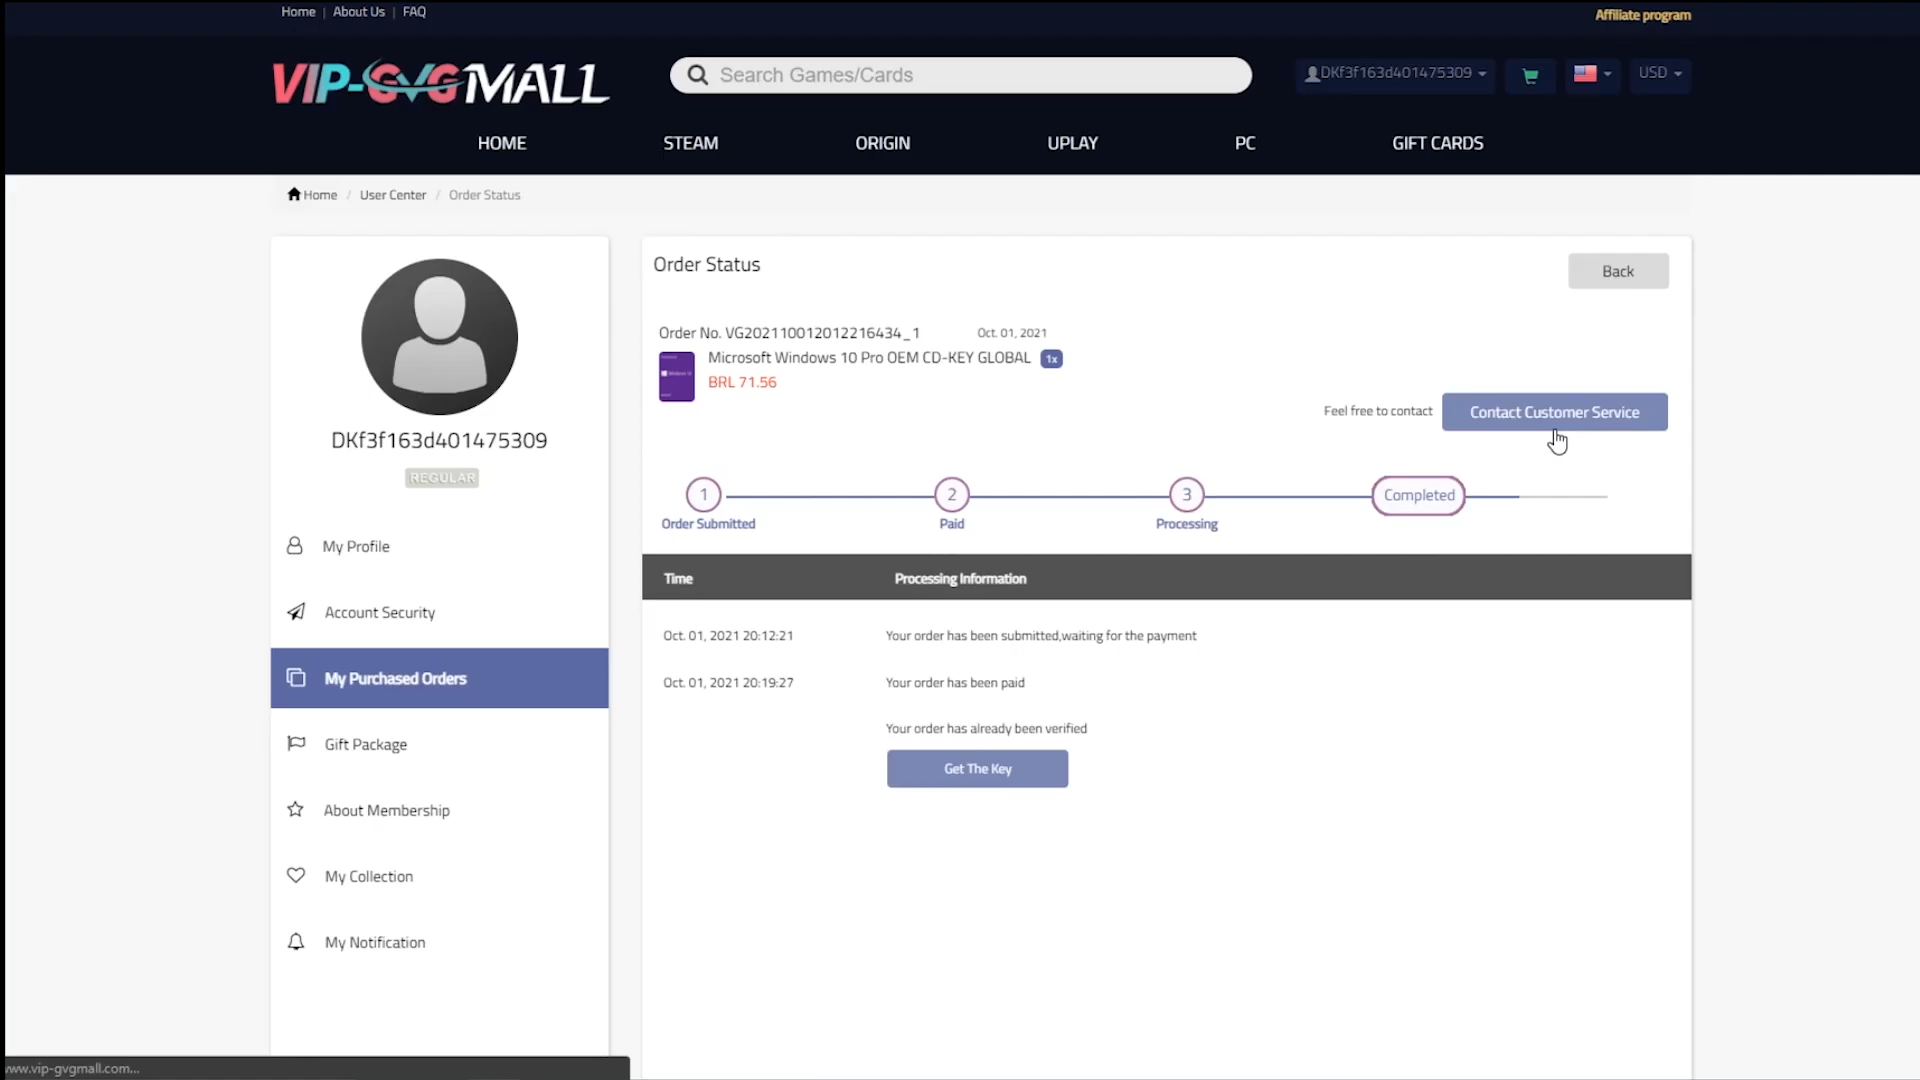 Home | About Us | FAQ
Affiliate program
VIP-GVGMALL
Search Games/Cards
DKf3f163d401475309
USD
HOME
STEAM
ORIGIN
UPLAY
PC
GIFT CARDS
Home / User Center / Order Status
DKf3f163d401475309
REGULAR
My Profile
Account Security
My Purchased Orders
Gift Package
About Membership
My Collection
My Notification
Order Status
Back
Order No. VG202110012012216434_1
Oct. 01, 2021
Microsoft Windows 10 Pro OEM CD-KEY GLOBAL
1x
BRL 71.56
Feel free to contact
Contact Customer Service
1
2
3
Completed
Order Submitted
Paid
Processing
Time
Processing Information
Oct. 01, 2021 20:12:21
Your order has been submitted,waiting for the payment
Oct. 01, 2021 20:19:27
Your order has been paid
Your order has already been verified
Get The Key
www.vip-gvgmall.com...